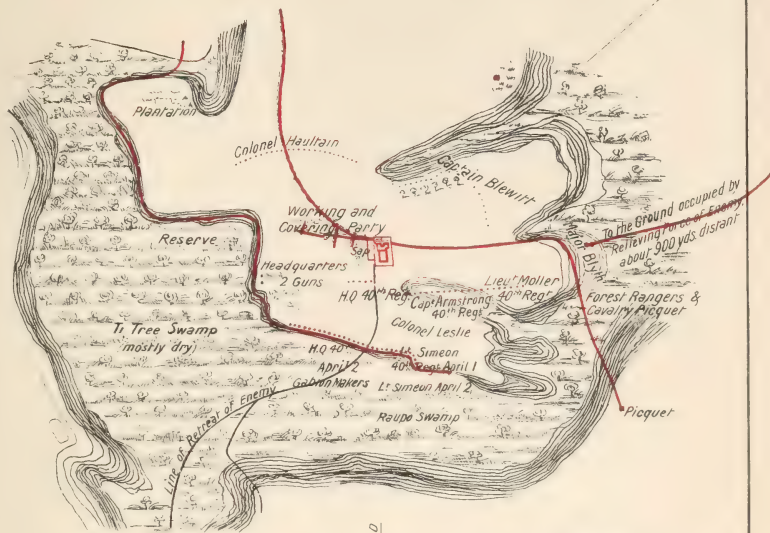 Plantation
Colonel Haultain
Captain Blewitt
Working and
Covering Party
Sap
Reserve
Headquarters
2 Guns
H.Q 40th Regt
Capt Armstrong
40th Regt
Lieut Moller
40th Regt
Colonel Leslie
Major Blyth
To the Ground occupied by
Relieving Force of Enemy.
about 900 yds. distant
Forest Rangers &
Cavalry Picquet
Ti Tree Swamp
(mostly dry)
H.Q 40th
April 2
Gabion Makers
Lt. Simeon
40th Regt April 1
Lt Simeon April 2
Raupo Swamp
Line of Retreat of Enemy
Picquet